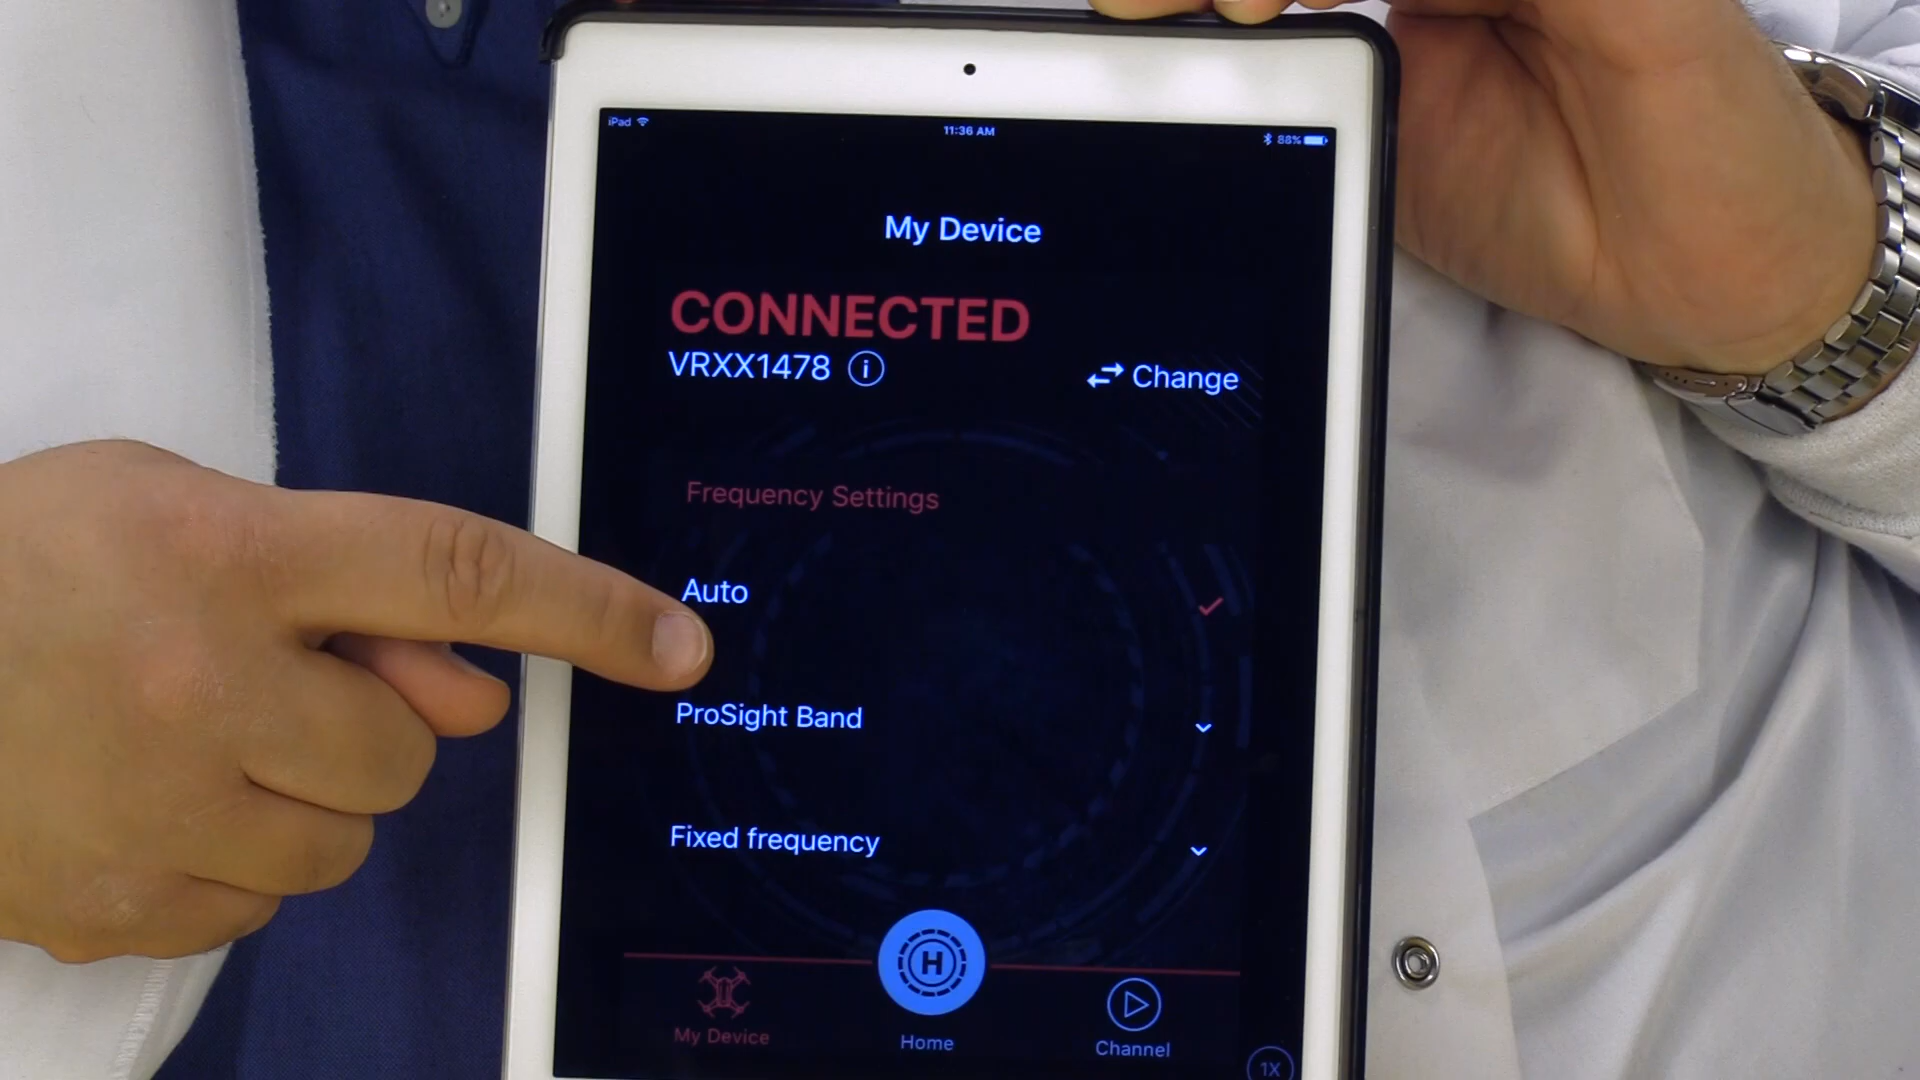 iPad
11:36 AM
88%
My Device
CONNECTED
VRXX1478 i
Change
Frequency Settings
Auto
ProSight Band
Fixed frequency
H
My Device
Home
Channel
1X